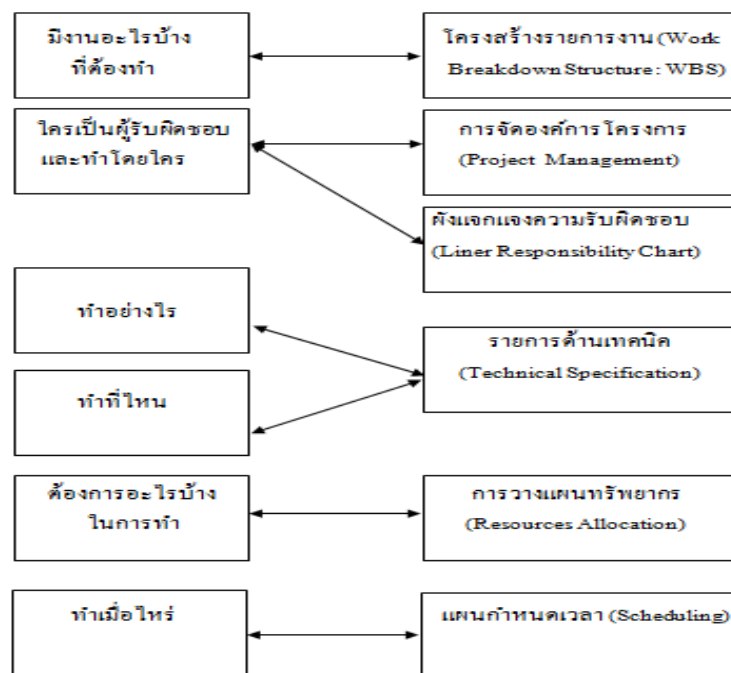 มีงานอะไรบ้าง
ที่ต้องทำ
โครงสร้างรายการงาน (Work
Breakdown Structure : WBS)
ใครเป็นผู้รับผิดชอบ
และทำโดยใคร
การจัดองค์การโครงการ
(Project Management)
ผังแจกแจงความรับผิดชอบ
(Liner Responsibility Chart)
ทำอย่างไร
รายการด้านเทคนิค
(Technical Specification)
ทำที่ไหน
ต้องการอะไรบ้าง
ในการทำ
การวางแผนทรัพยากร
(Resources Allocation)
ทำเมื่อไหร่
แผนกำหนดเวลา (Scheduling)